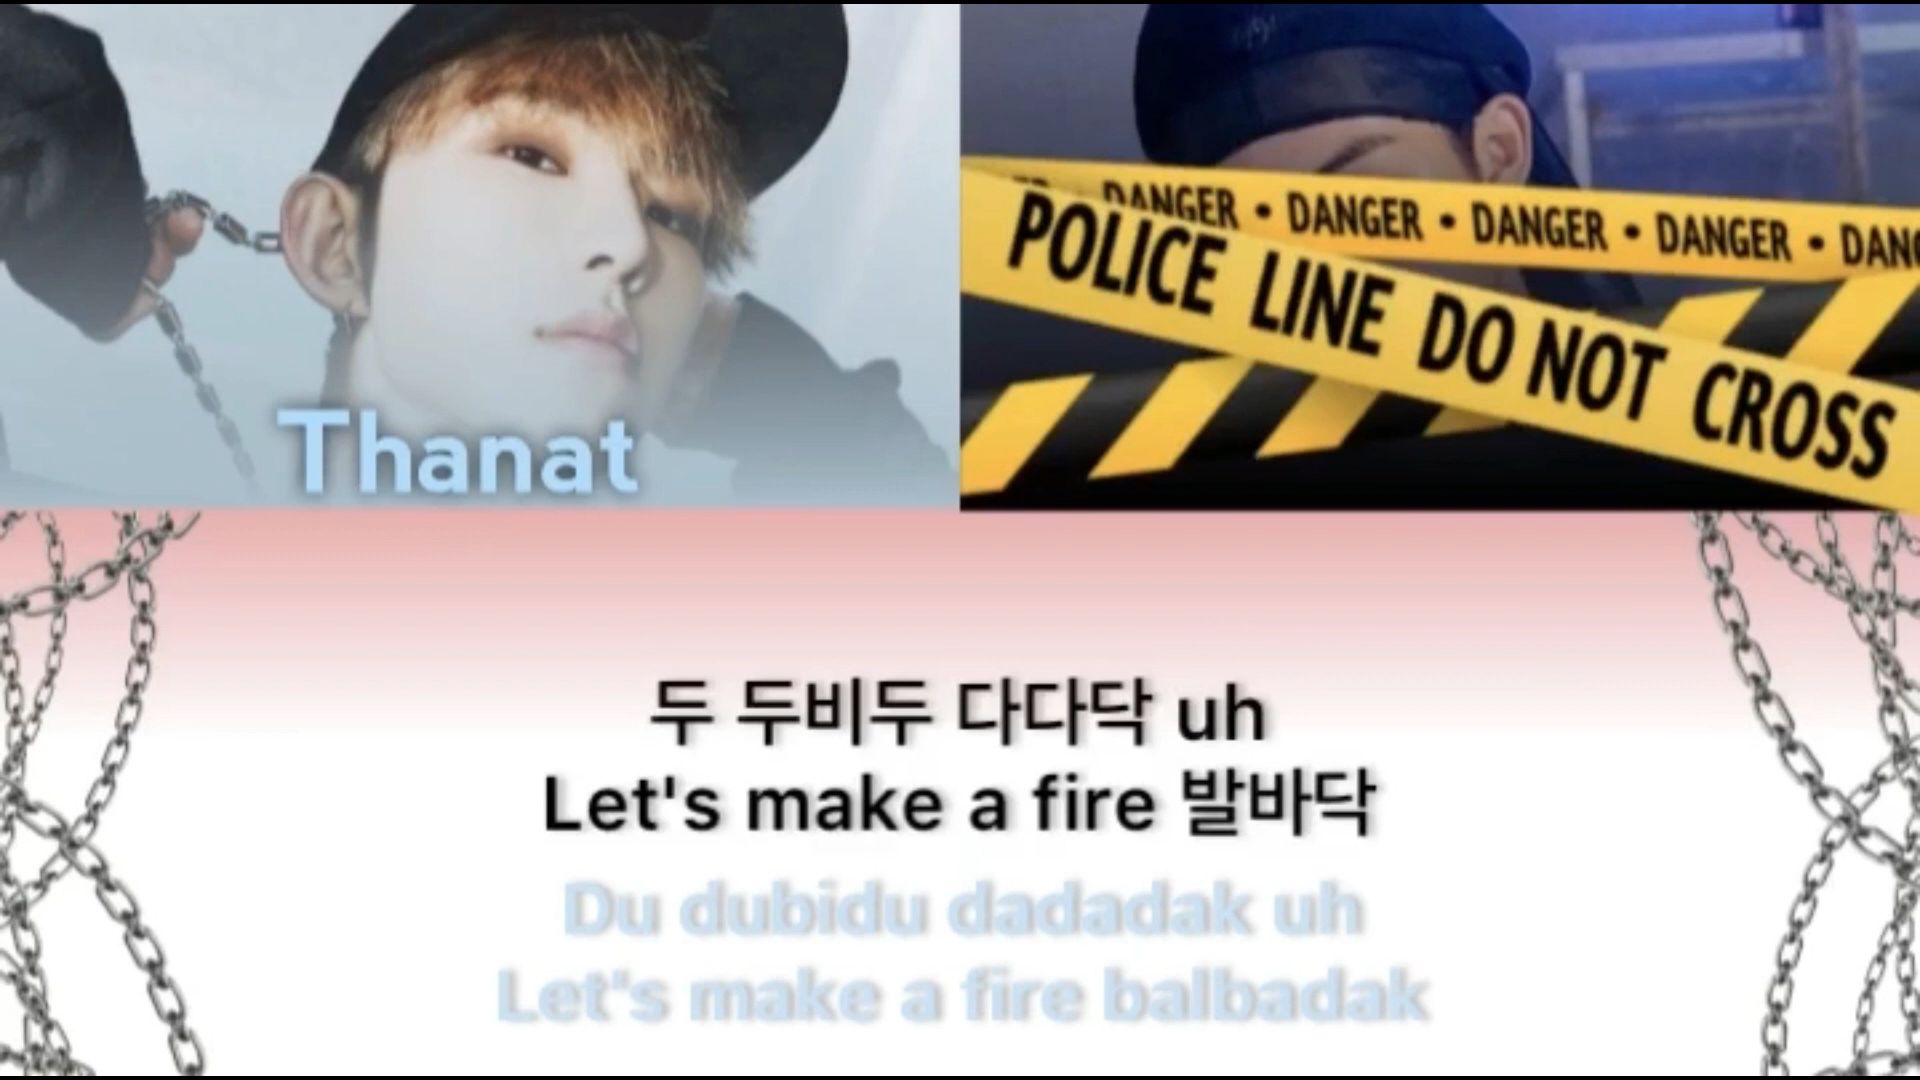 Thanat
DANGER • DANGER • DANGER • DANGER • DANG
POLICE LINE DO NOT CROSS
두 두비두 다다닥 uh
Let's make a fire 발바닥
Du dubidu dadadak uh
Let's make a fire balbadak